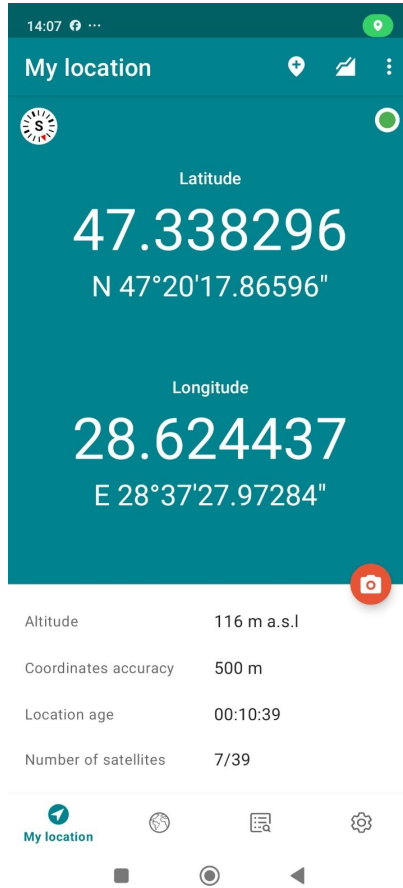 14:07
My location
S
Latitude
47.338296
N 47°20'17.86596"
Longitude
28.624437
E 28°37'27.97284"
Altitude 116 m a.s.l
Coordinates accuracy 500 m
Location age 00:10:39
Number of satellites 7/39
My location